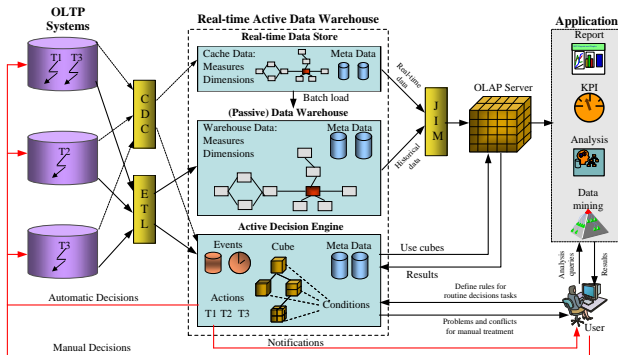 OLTP
Systems
Real-time Active Data Warehouse
Application
Real-time Data Store
Cache Data:
Measures
Dimensions
Meta Data
Batch load
(Passive) Data Warehouse
Warehouse Data:
Measures
Dimensions
Meta Data
Active Decision Engine
Events
Cube
Meta Data
Actions
T1 T2 T3
Conditions
T1 T3
T2
T3
C
D
C
E
T
L
Real-time
data
Historical
data
J
I
M
OLAP Server
Report
KPI
Analysis
Data
mining
Use cubes
Results
Analysis
queries
Results
Define rules for
routine decisions tasks
Problems and conflicts
for manual treatment
User
Automatic Decisions
Notifications
Manual Decisions